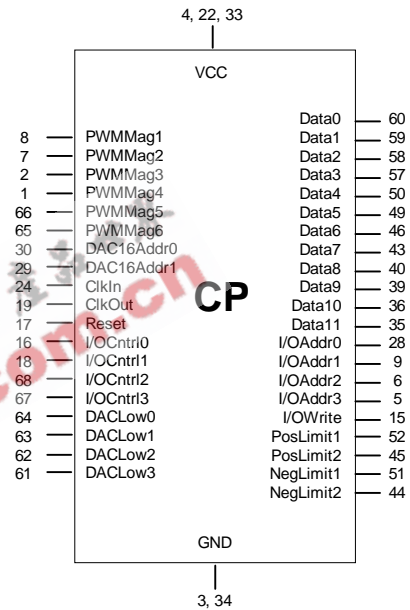 4, 22, 33
VCC
8 PWMMag1
7 PWMMag2
2 PWMMag3
1 PWMMag4
66 PWMMag5
65 PWMMag6
30 DAC16Addr0
29 DAC16Addr1
24 ClkIn
19 ClkOut
17 Reset
16 I/OCntrl0
18 I/OCntrl1
68 I/OCntrl2
67 I/OCntrl3
64 DACLow0
63 DACLow1
62 DACLow2
61 DACLow3
CP
Data0 60
Data1 59
Data2 58
Data3 57
Data4 50
Data5 49
Data6 46
Data7 43
Data8 40
Data9 39
Data10 36
Data11 35
I/OAddr0 28
I/OAddr1 9
I/OAddr2 6
I/OAddr3 5
I/OWrite 15
PosLimit1 52
PosLimit2 45
NegLimit1 51
NegLimit2 44
GND
3, 34
om.cn